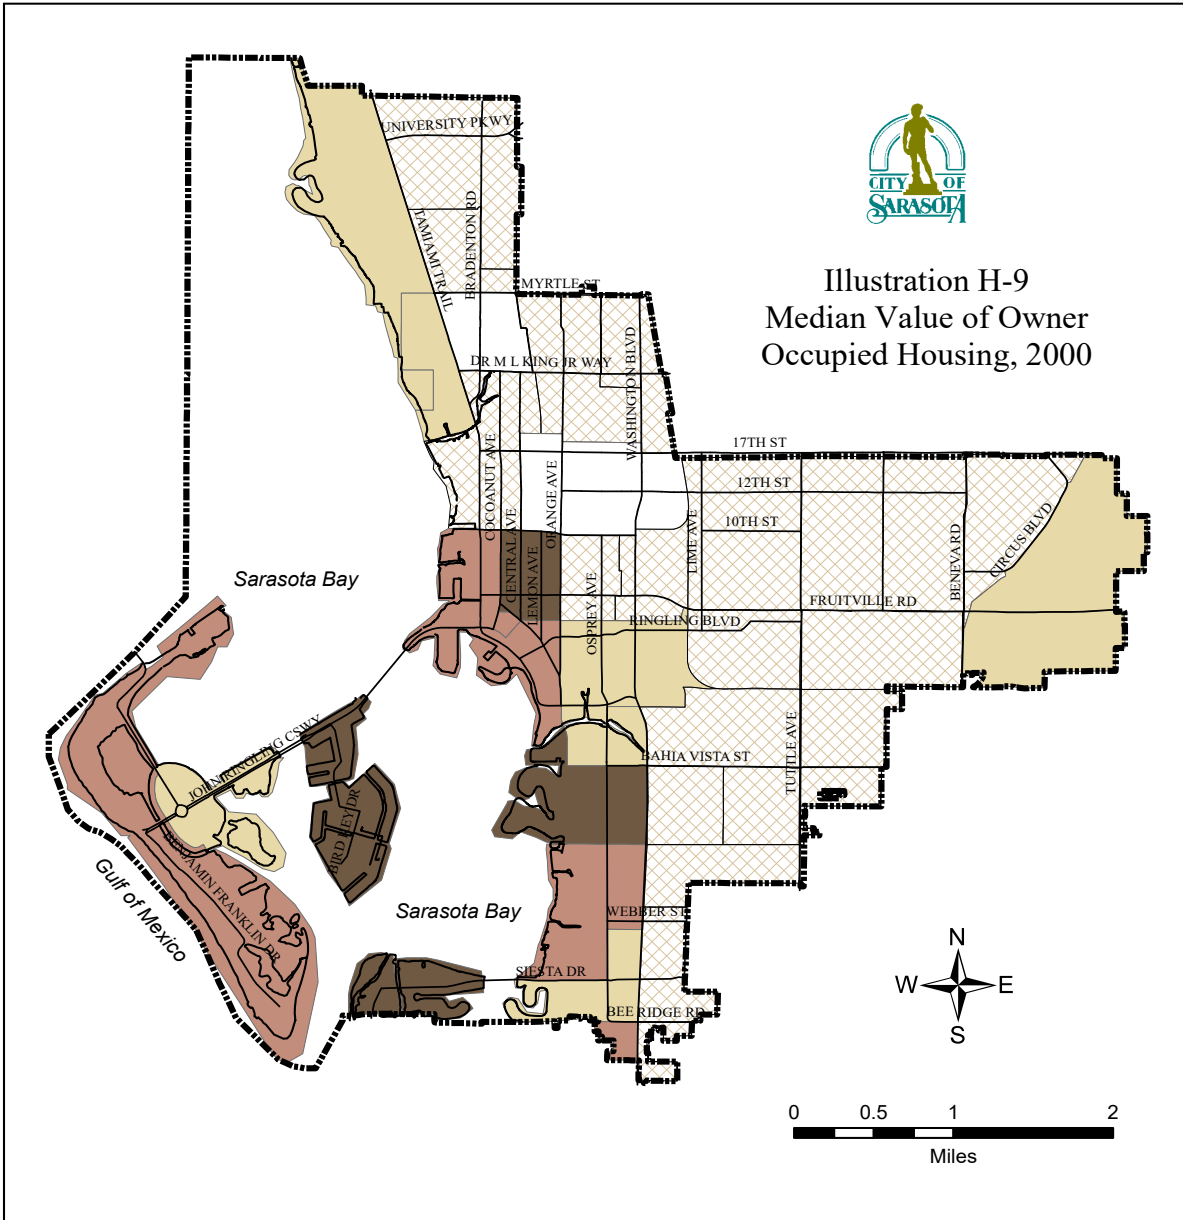 CITY OF
SARASOTA
Illustration H-9
Median Value of Owner
Occupied Housing, 2000
UNIVERSITY PKWY
TAMIAMI TRAIL
BRADENTON RD
MYRTLE ST
WASHINGTON BLVD
DR M L KING JR WAY
17TH ST
COCOANUT AVE
CENTRAL AVE
LEMON AVE
ORANGE AVE
12TH ST
10TH ST
LIME AVE
BENEVA RD
CIRCUS BLVD
OSPREY AVE
FRUITVILLE RD
RINGLING BLVD
Sarasota Bay
TUTTLE AVE
BAHIA VISTA ST
JOHN RINGLING CSWY
BIRD KEY DR
BENJAMIN FRANKLIN DR
Gulf of Mexico
Sarasota Bay
WEBBER ST
SIESTA DR
BEE RIDGE RD
N
W E
S
0 0.5 1 2
Miles